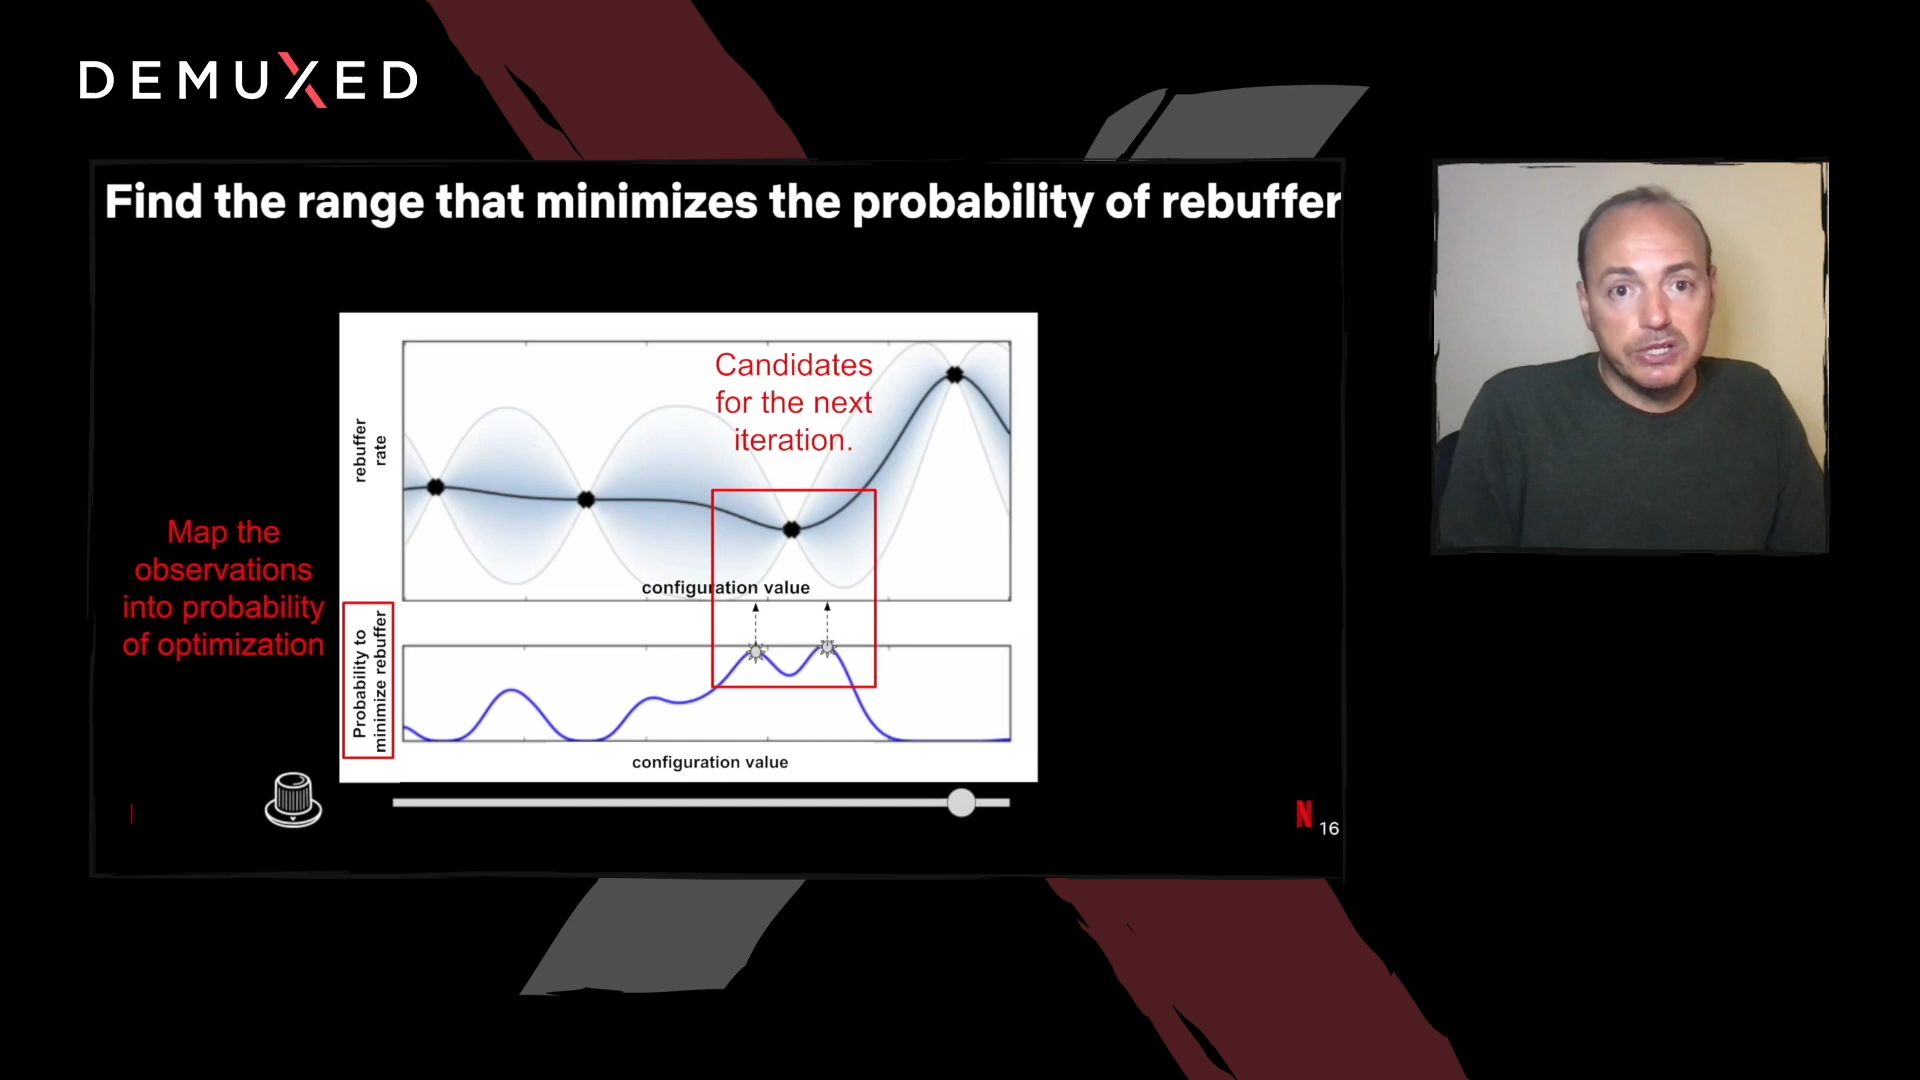 DEMUXED
Find the range that minimizes the probability of rebuffer
Candidates
for the next
iteration.
rebuffer
rate
Map the
observations
into probability
of optimization
configuration value
Probability to
minimize rebuffer
configuration value
N
16